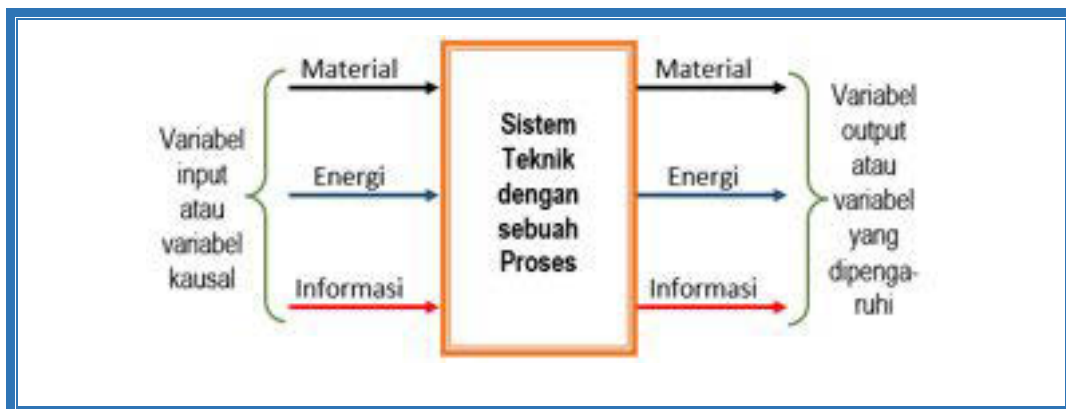 Variabel
input
atau
variabel
kausal
Material
Energi
Informasi
Sistem
Teknik
dengan
sebuah
Proses
Material
Energi
Informasi
Variabel
output
atau
variabel
yang
dipenga-
ruhi